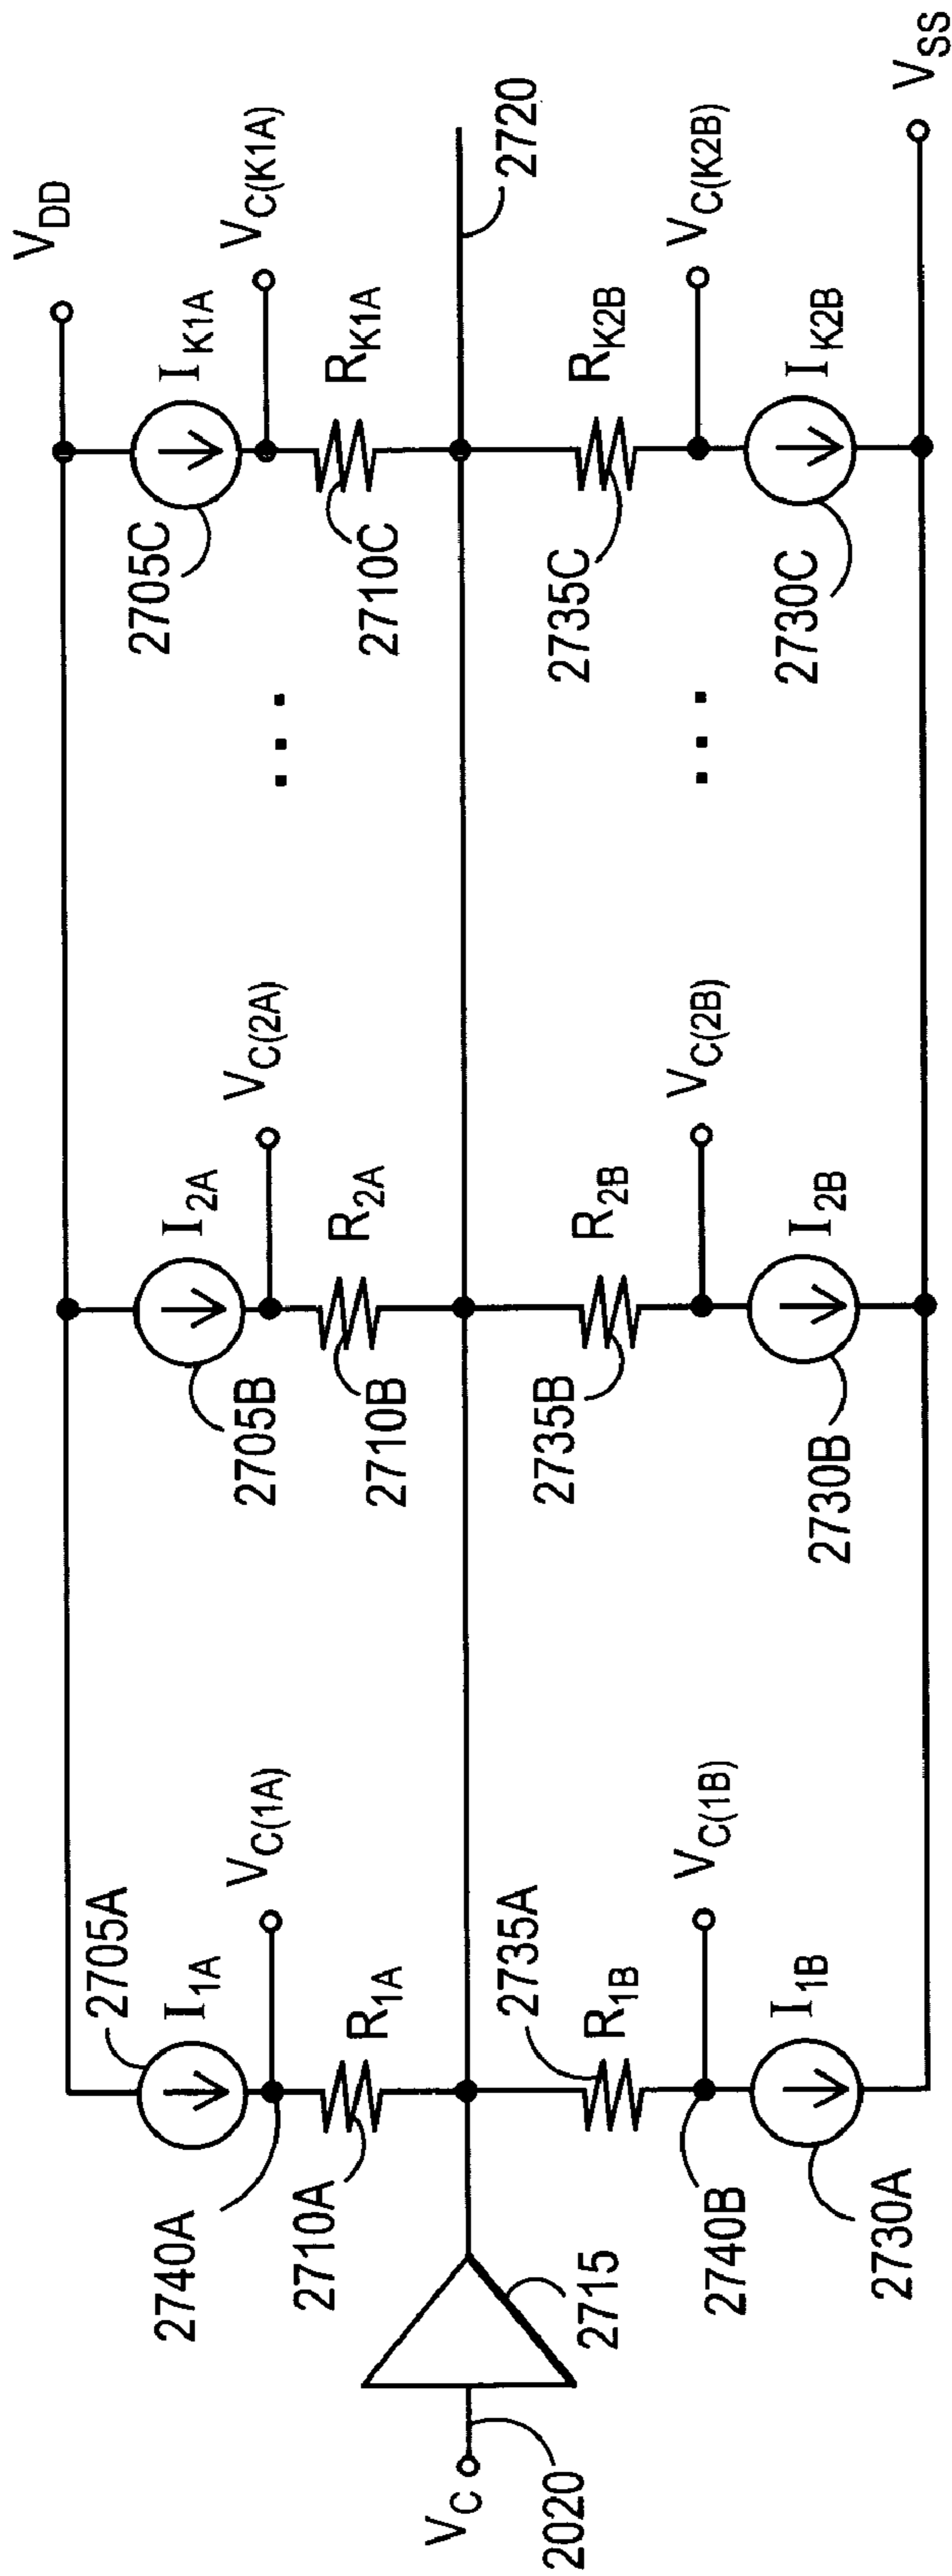 V_DD
2705A
I_1A
V_C(1A)
2740A
R_1A
2710A
I_2A
V_C(2A)
2705B
R_2A
2710B
I_K1A
V_C(K1A)
2705C
R_K1A
2710C
. . .
V_C
2020
2715
2720
2735A
R_1B
V_C(1B)
2740B
I_1B
2730A
R_2B
2735B
V_C(2B)
I_2B
2730B
R_K2B
2735C
V_C(K2B)
I_K2B
2730C
. . .
V_SS